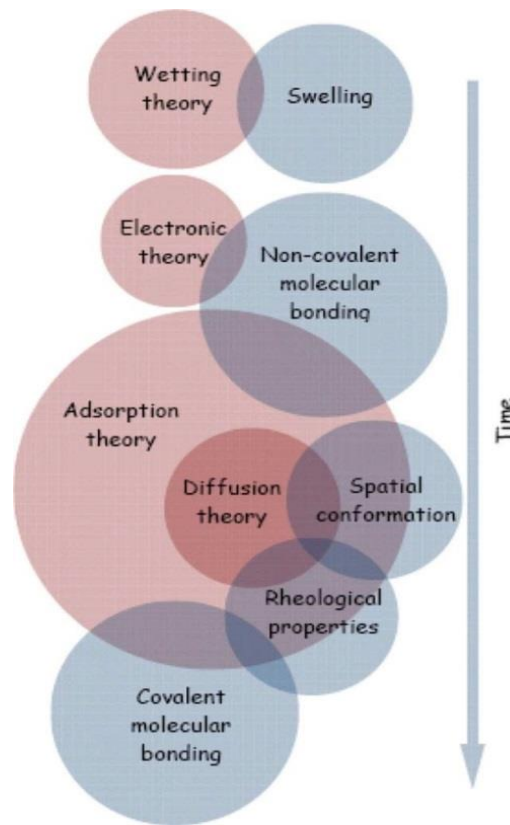 Wetting
theory
Swelling
Electronic
theory
Non-covalent
molecular
bonding
Adsorption
theory
Diffusion
theory
Spatial
conformation
Rheological
properties
Covalent
molecular
bonding
Time